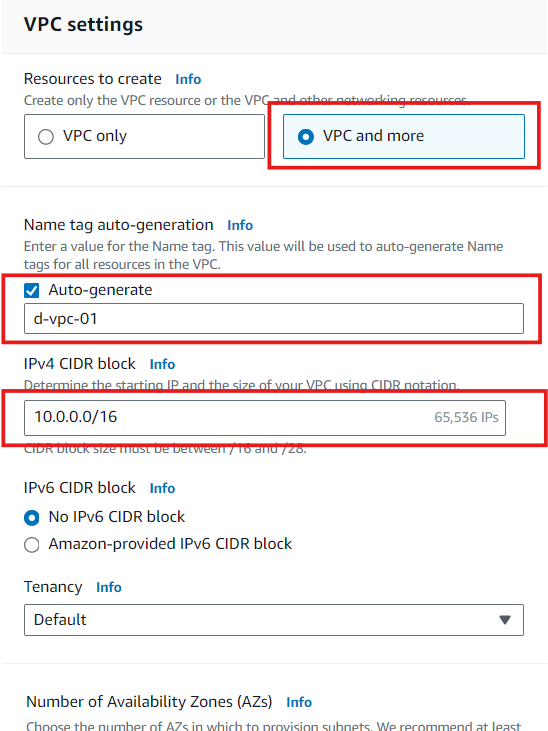 VPC settings
Resources to create Info
Create only the VPC resource or the VPC and other networking resources.
VPC only
VPC and more
Name tag auto-generation Info
Enter a value for the Name tag. This value will be used to auto-generate Name
tags for all resources in the VPC.
Auto-generate
d-vpc-01
IPv4 CIDR block Info
Determine the starting IP and the size of your VPC using CIDR notation.
10.0.0.0/16 65,536 IPs
CIDR block size must be between /16 and /28.
IPv6 CIDR block Info
No IPv6 CIDR block
Amazon-provided IPv6 CIDR block
Tenancy Info
Default
Number of Availability Zones (AZs) Info
Choose the number of AZs in which to provision subnets. We recommend at least